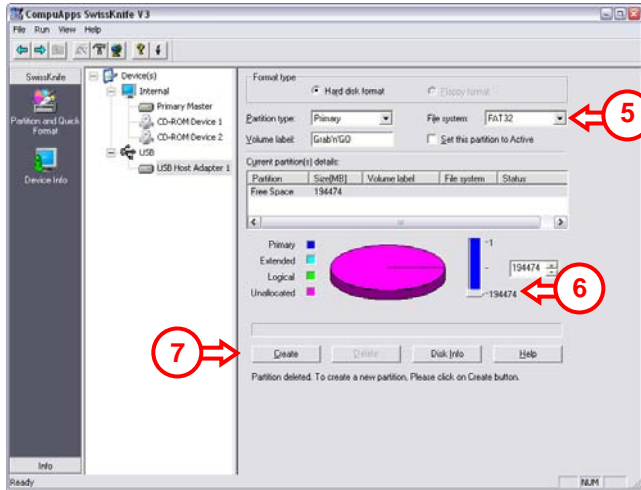 CompuApps SwissKnife V3
File Run View Help
SwissKnife
Partition and Quick
Format
Device Info
Info
Device(s)
Internal
Primary Master
CD-ROM Device 1
CD-ROM Device 2
USB
USB Host Adapter 1
Format type
Hard disk format
Floppy format
Partition type:
Primary
File system:
FAT32
5
Volume label:
Grab'n'GO
Set this partition to Active
Current partition(s) details:
Partition Size[MB] Volume label File system Status
Free Space 194474
Primary
Extended
Logical
Unallocated
-1
-
194474
-194474
6
7
Create
Delete
Disk Info
Help
Partition deleted. To create a new partition, Please click on Create button.
Ready
NUM